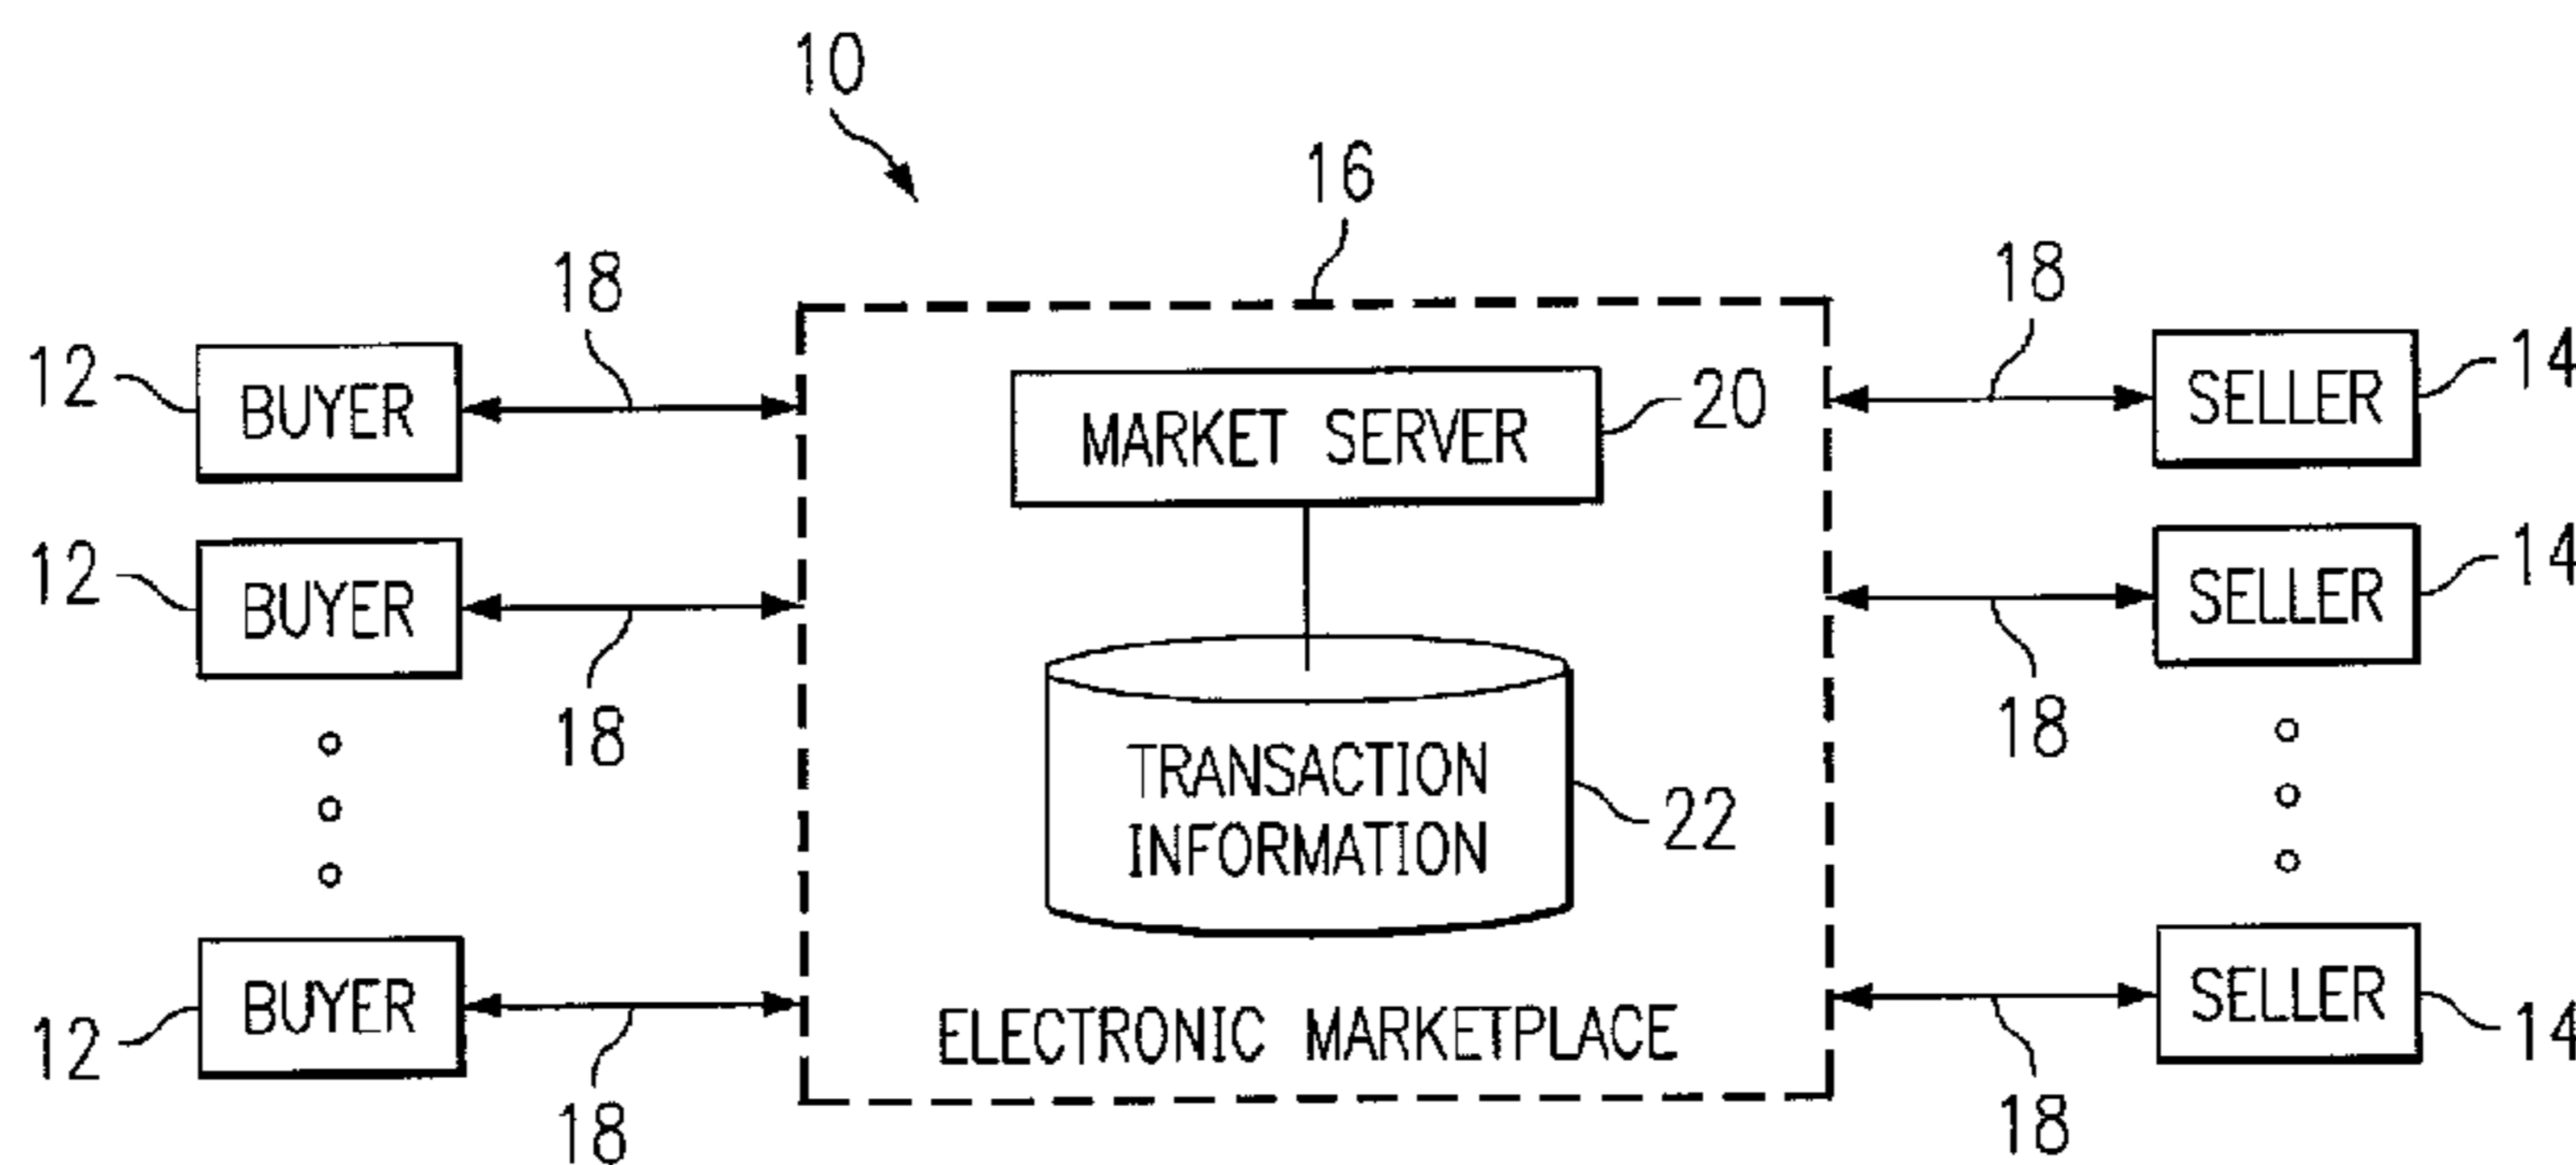 10
16
18
18
12
BUYER
MARKET SERVER
20
SELLER
14
12
BUYER
SELLER
14
18
18
TRANSACTION
INFORMATION
22
12
BUYER
ELECTRONIC MARKETPLACE
SELLER
14
18
18